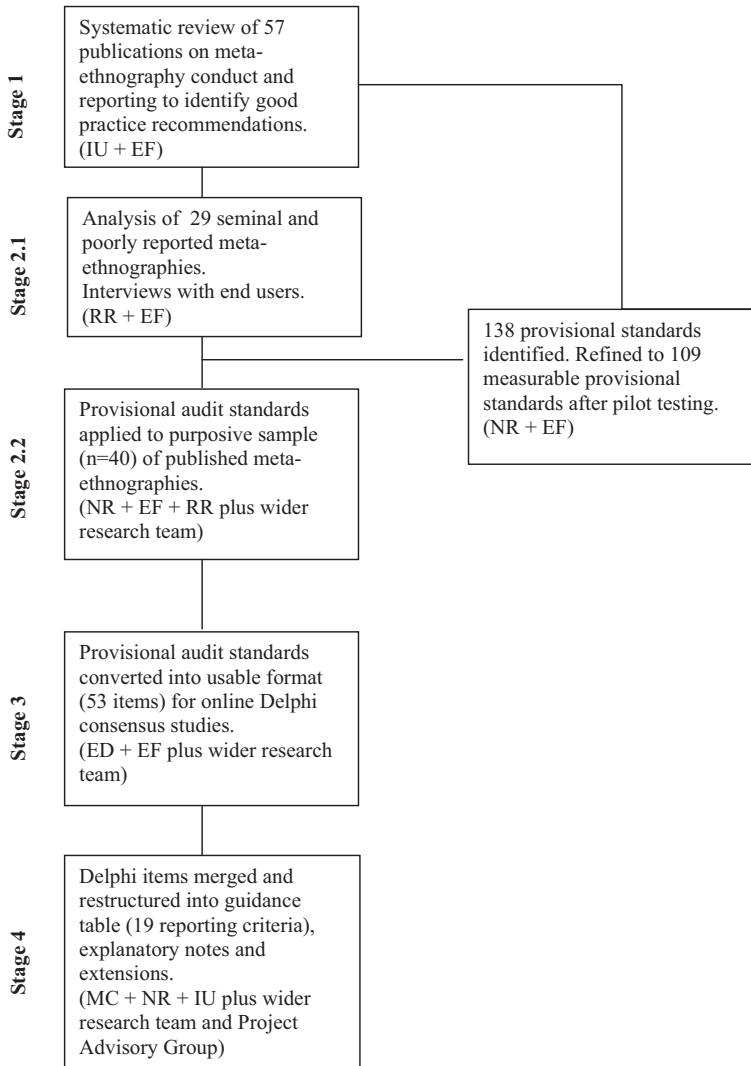 Stage 1
Systematic review of 57
publications on meta-
ethnography conduct and
reporting to identify good
practice recommendations.
(IU + EF)
Stage 2.1
Analysis of 29 seminal and
poorly reported meta-
ethnographies.
Interviews with end users.
(RR + EF)
138 provisional standards
identified. Refined to 109
measurable provisional
standards after pilot testing.
(NR + EF)
Stage 2.2
Provisional audit standards
applied to purposive sample
(n=40) of published meta-
ethnographies.
(NR + EF + RR plus wider
research team)
Stage 3
Provisional audit standards
converted into usable format
(53 items) for online Delphi
consensus studies.
(ED + EF plus wider research
team)
Stage 4
Delphi items merged and
restructured into guidance
table (19 reporting criteria),
explanatory notes and
extensions.
(MC + NR + IU plus wider
research team and Project
Advisory Group)